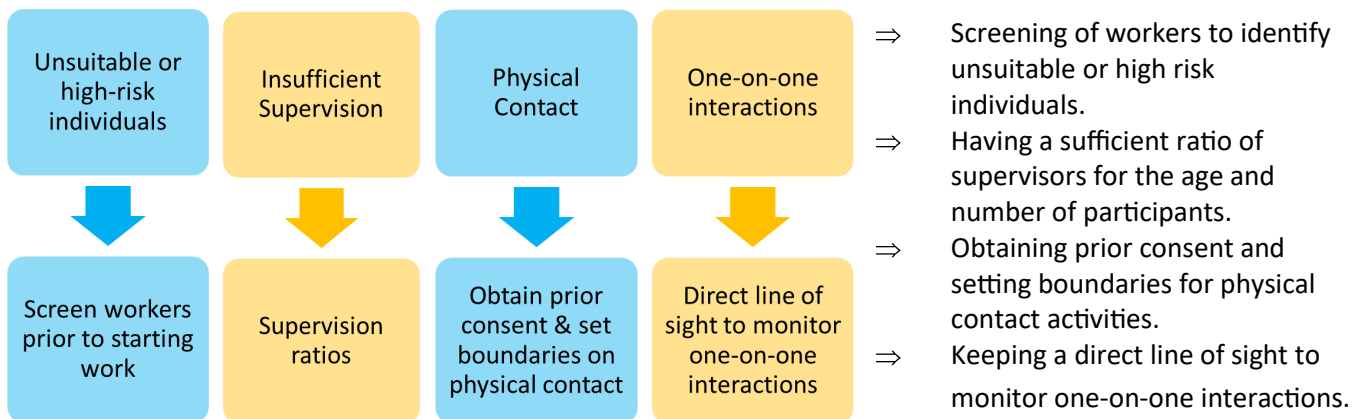 Unsuitable or
high-risk
individuals
Insufficient
Supervision
Physical
Contact
One-on-one
interactions
Screen workers
prior to starting
work
Supervision
ratios
Obtain prior
consent & set
boundaries on
physical contact
Direct line of
sight to monitor
one-on-one
interactions
⇒ Screening of workers to identify
unsuitable or high risk
individuals.
⇒ Having a sufficient ratio of
supervisors for the age and
number of participants.
⇒ Obtaining prior consent and
setting boundaries for physical
contact activities.
⇒ Keeping a direct line of sight to
monitor one-on-one interactions.